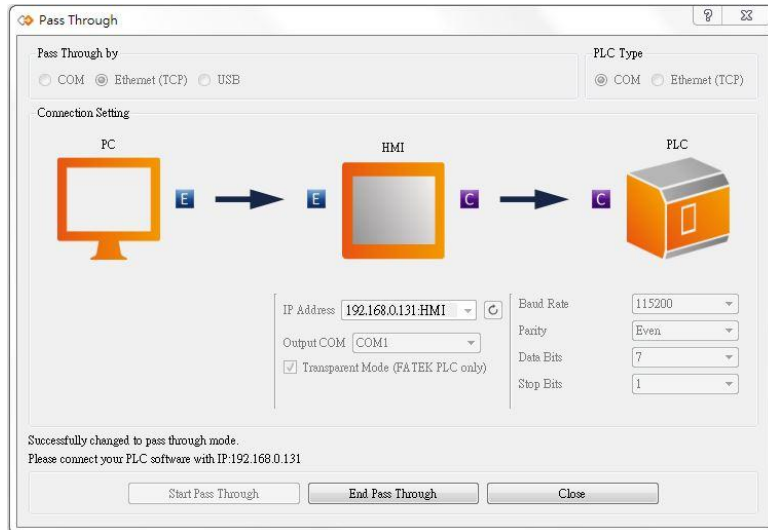 Pass Through
Pass Through by
COM Ethernet (TCP) USB
PLC Type
COM Ethernet (TCP)
Connection Setting
PC
HMI
PLC
E E C C
IP Address 192.168.0.131:HMI
Output COM COM1
Transparent Mode (FATEK PLC only)
Baud Rate 115200
Parity Even
Data Bits 7
Stop Bits 1
Successfully changed to pass through mode.
Please connect your PLC software with IP:192.168.0.131
Start Pass Through End Pass Through Close